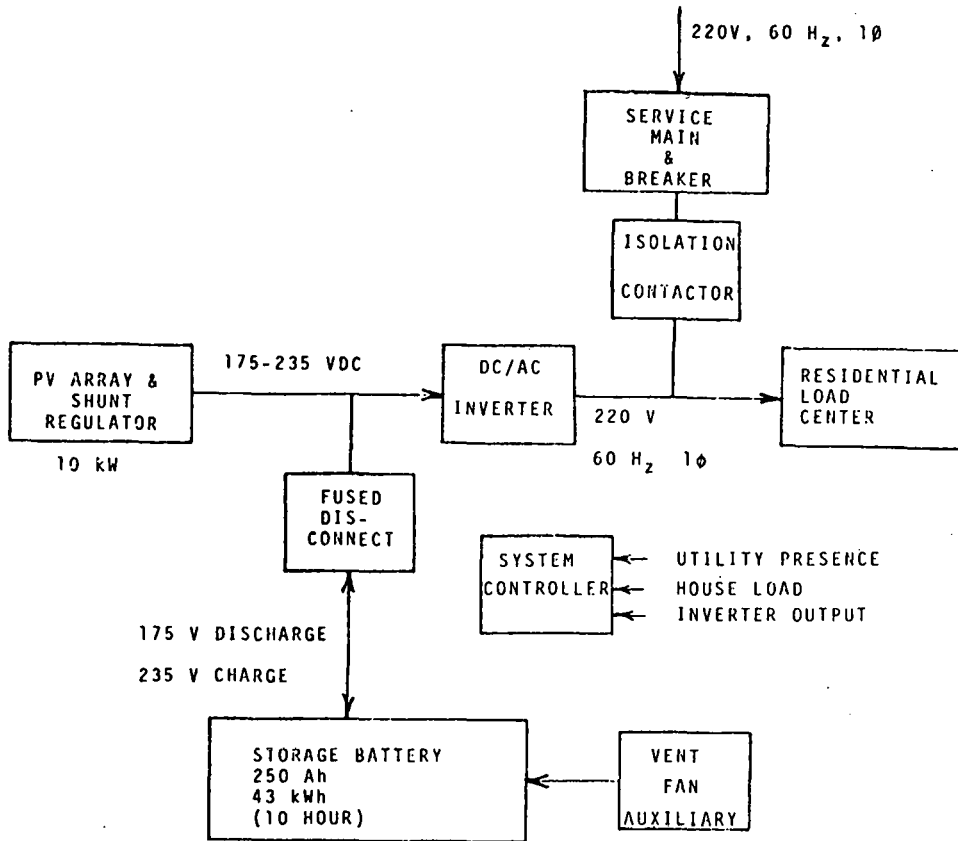 220V, 60 Hz, 1ø
SERVICE
MAIN
&
BREAKER
ISOLATION
CONTACTOR
PV ARRAY &
SHUNT
REGULATOR
10 kW
175-235 VDC
DC/AC
INVERTER
220 V
60 Hz 1ø
RESIDENTIAL
LOAD
CENTER
FUSED
DIS-
CONNECT
SYSTEM
CONTROLLER
UTILITY PRESENCE
HOUSE LOAD
INVERTER OUTPUT
175 V DISCHARGE
235 V CHARGE
STORAGE BATTERY
250 Ah
43 kWh
(10 HOUR)
VENT
FAN
AUXILIARY